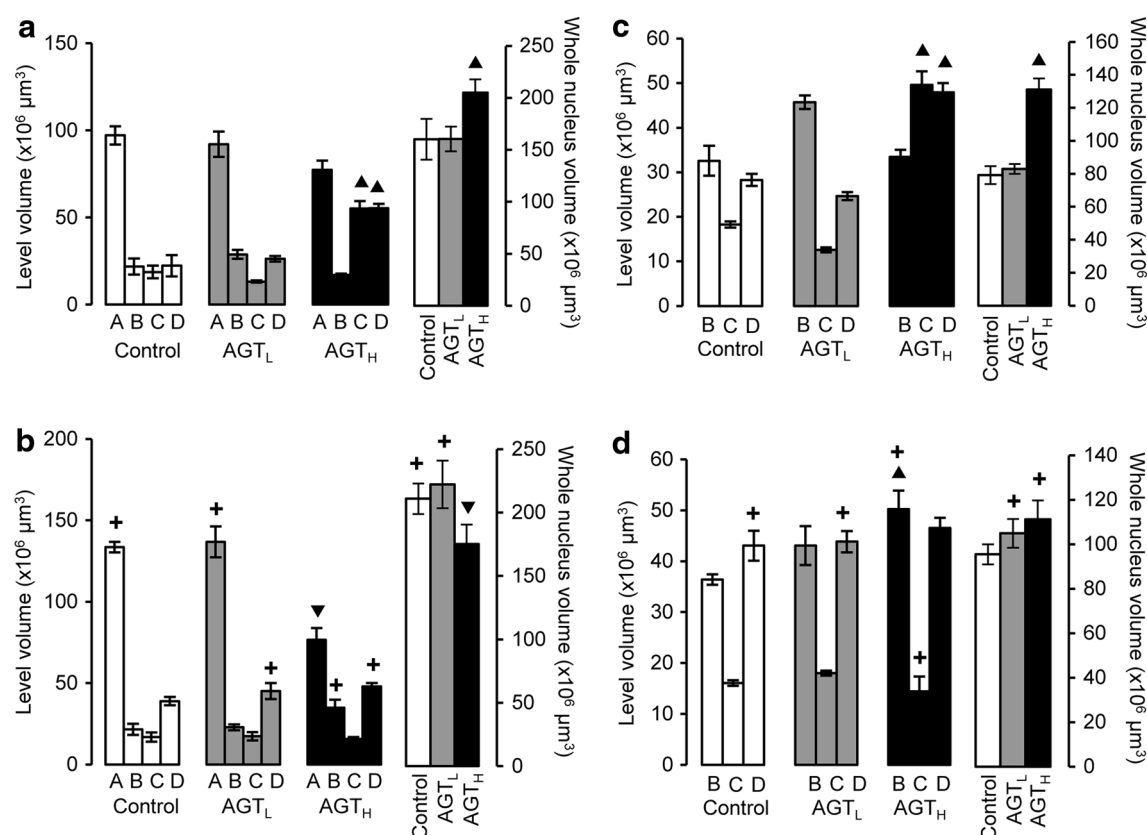 a
Level volume (x10⁶ µm³)
150
100
50
0
A B C D
Control
A B C D
AGT_L
A B C D
AGT_H
Control
AGT_L
AGT_H
250
200
150
100
50
0
Whole nucleus volume (x10⁶ µm³)
c
Level volume (x10⁶ µm³)
60
50
40
30
20
10
0
B C D
Control
B C D
AGT_L
B C D
AGT_H
Control
AGT_L
AGT_H
160
140
120
100
80
60
40
20
0
Whole nucleus volume (x10⁶ µm³)
b
Level volume (x10⁶ µm³)
200
150
100
50
0
+
+
+
+
+
+
+
A B C D
Control
A B C D
AGT_L
A B C D
AGT_H
Control
AGT_L
AGT_H
250
200
150
100
50
0
Whole nucleus volume (x10⁶ µm³)
d
Level volume (x10⁶ µm³)
60
50
40
30
20
10
0
+
+
+
+
+
+
B C D
Control
B C D
AGT_L
B C D
AGT_H
Control
AGT_L
AGT_H
140
120
100
80
60
40
20
0
Whole nucleus volume (x10⁶ µm³)